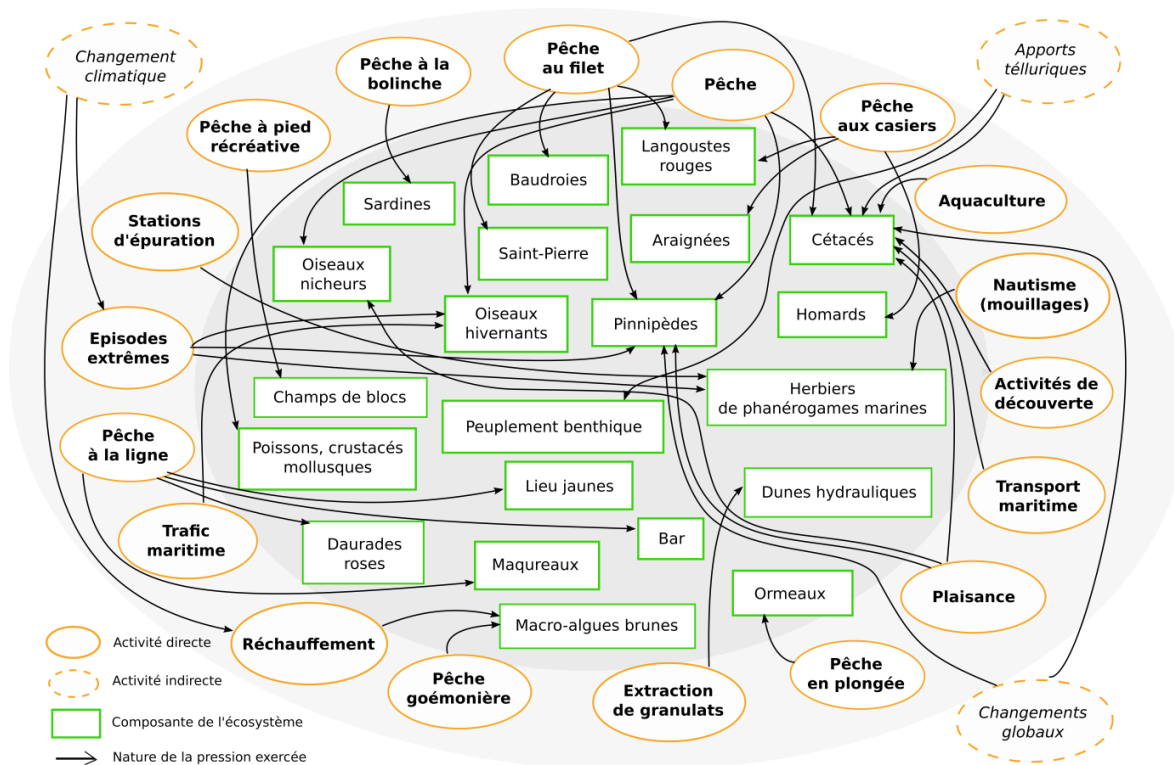 Changement
climatique
Pêche à la
bolinche
Pêche
au filet
Pêche
Apports
télluriques
Pêche
aux casiers
Pêche à pied
récréative
Langoustes
rouges
Baudroies
Sardines
Aquaculture
Stations
d'épuration
Saint-Pierre
Araignées
Cétacés
Oiseaux
nicheurs
Nautisme
(mouillages)
Oiseaux
hivernants
Pinnipèdes
Homards
Episodes
extrêmes
Champs de blocs
Herbiers
de phanérogames marines
Activités de
découverte
Peuplement benthique
Pêche
à la ligne
Poissons, crustacés
mollusques
Lieu jaunes
Dunes hydrauliques
Transport
maritime
Trafic
maritime
Daurades
roses
Bar
Maqureaux
Ormeaux
Plaisance
Réchauffement
Macro-algues brunes
Pêche
goémonière
Extraction
de granulats
Pêche
en plongée
Changements
globaux
Activité directe
Activité indirecte
Composante de l'écosystème
Nature de la pression exercée